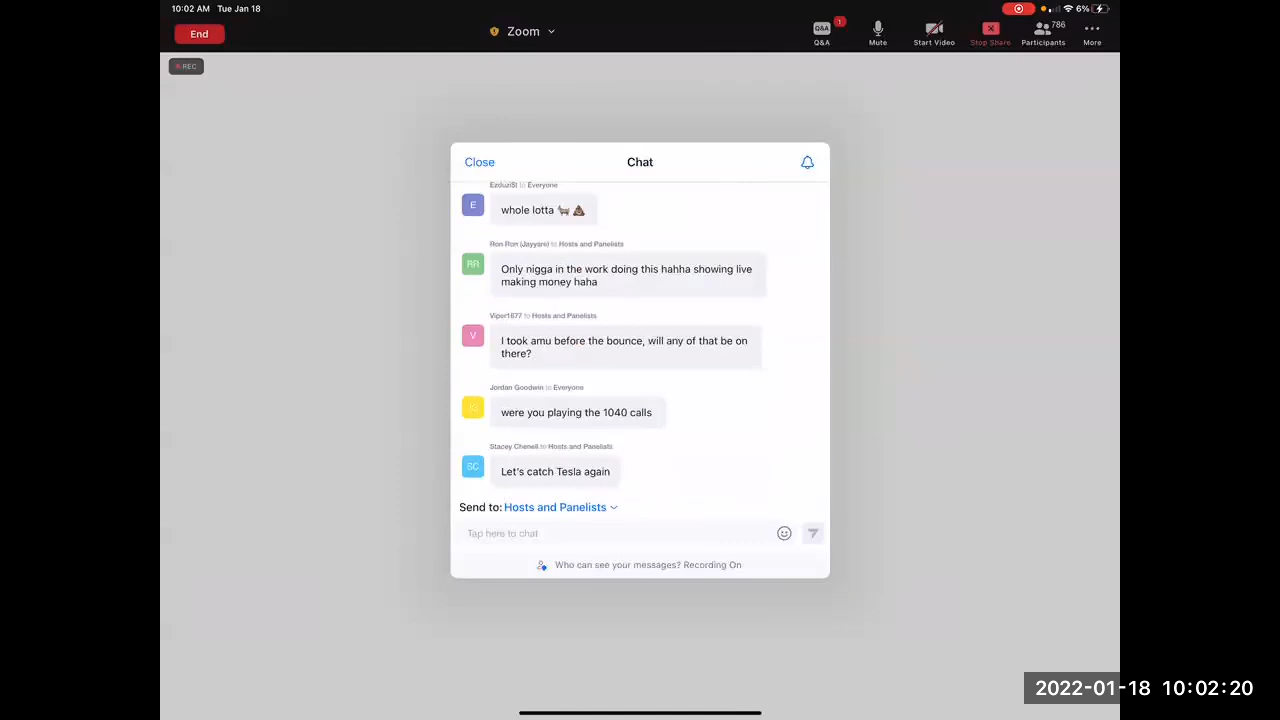 10:02 AM Tue Jan 18
6%
End
Zoom
Q&A
1
Q&A
Mute
Start Video
Stop Share
786
Participants
More
REC
Close
Chat
to Everyone
E
whole lotta
Ron Ron (Jayyare) to Hosts and Panelists
RR
Only nigga in the work doing this hahha showing live
making money haha
Viper1877 to Hosts and Panelists
V
I took amu before the bounce, will any of that be on
there?
Jordan Goodwin to Everyone
were you playing the 1040 calls
Stacey Chenell to Hosts and Panelists
SC
Let's catch Tesla again
Send to: Hosts and Panelists
Tap here to chat
Who can see your messages? Recording On
2022-01-18 10:02:20